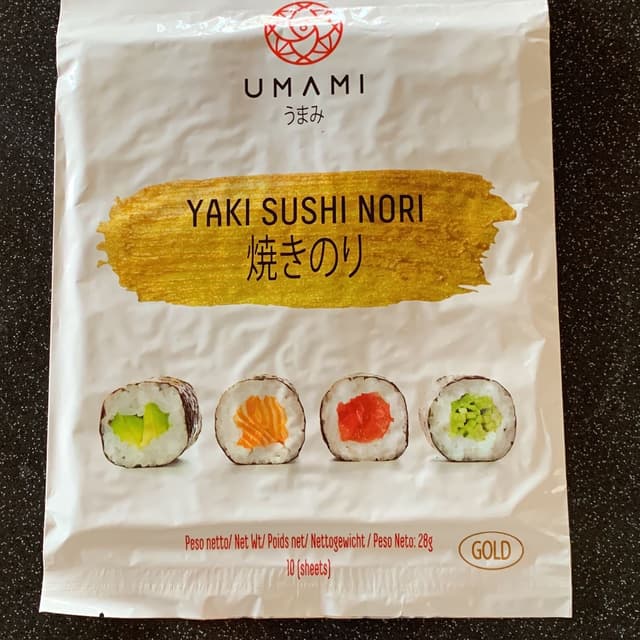 UMAMI
うまみ
YAKI SUSHI NORI
焼きのり
Peso netto/ Net Wt/ Poids net/ Nettogewicht / Peso Neto: 28g
10 (sheets)
GOLD